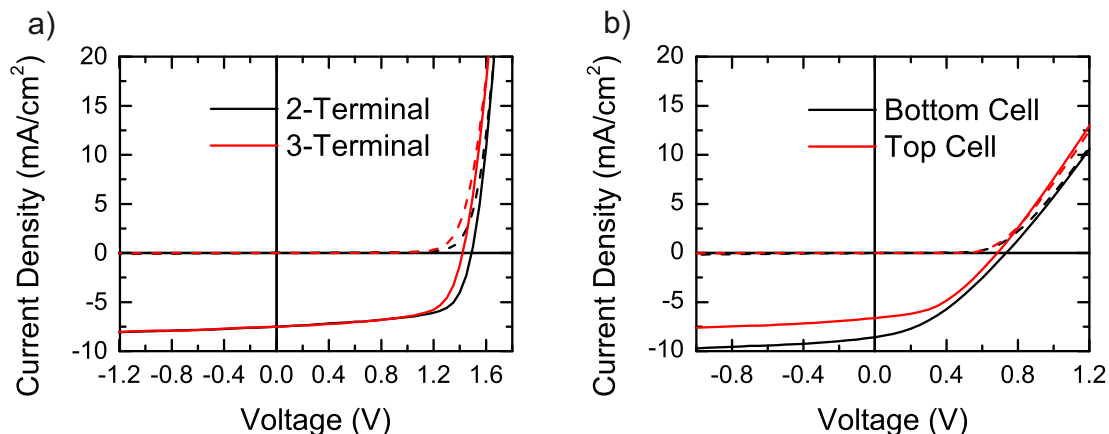 a)
Current Density (mA/cm²)
20
15
10
5
0
-5
-10
2-Terminal
3-Terminal
-1.2 -0.8 -0.4 0.0 0.4 0.8 1.2 1.6
Voltage (V)
b)
Current Density (mA/cm²)
20
15
10
5
0
-5
-10
Bottom Cell
Top Cell
-0.8 -0.4 0.0 0.4 0.8 1.2
Voltage (V)